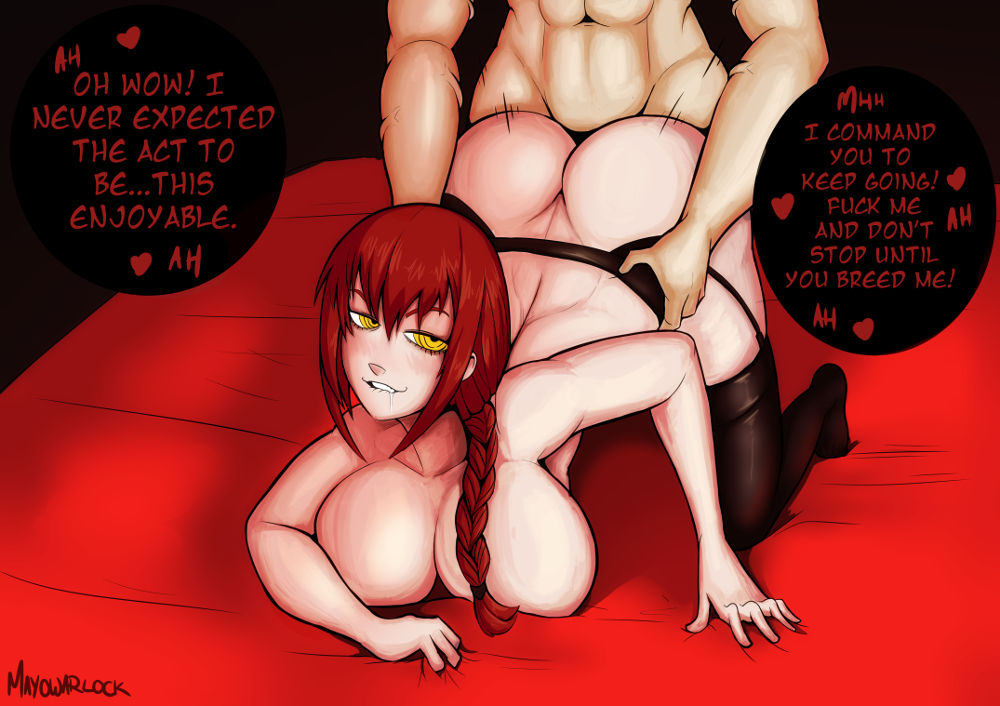 AH
OH WOW! I
NEVER EXPECTED
THE ACT TO
BE...THIS
ENJOYABLE.
AH
MHH
I COMMAND
YOU TO
KEEP GOING!
FUCK ME
AH
AND DON'T
STOP UNTIL
YOU BREED ME!
AH
MAYOWARLOCK